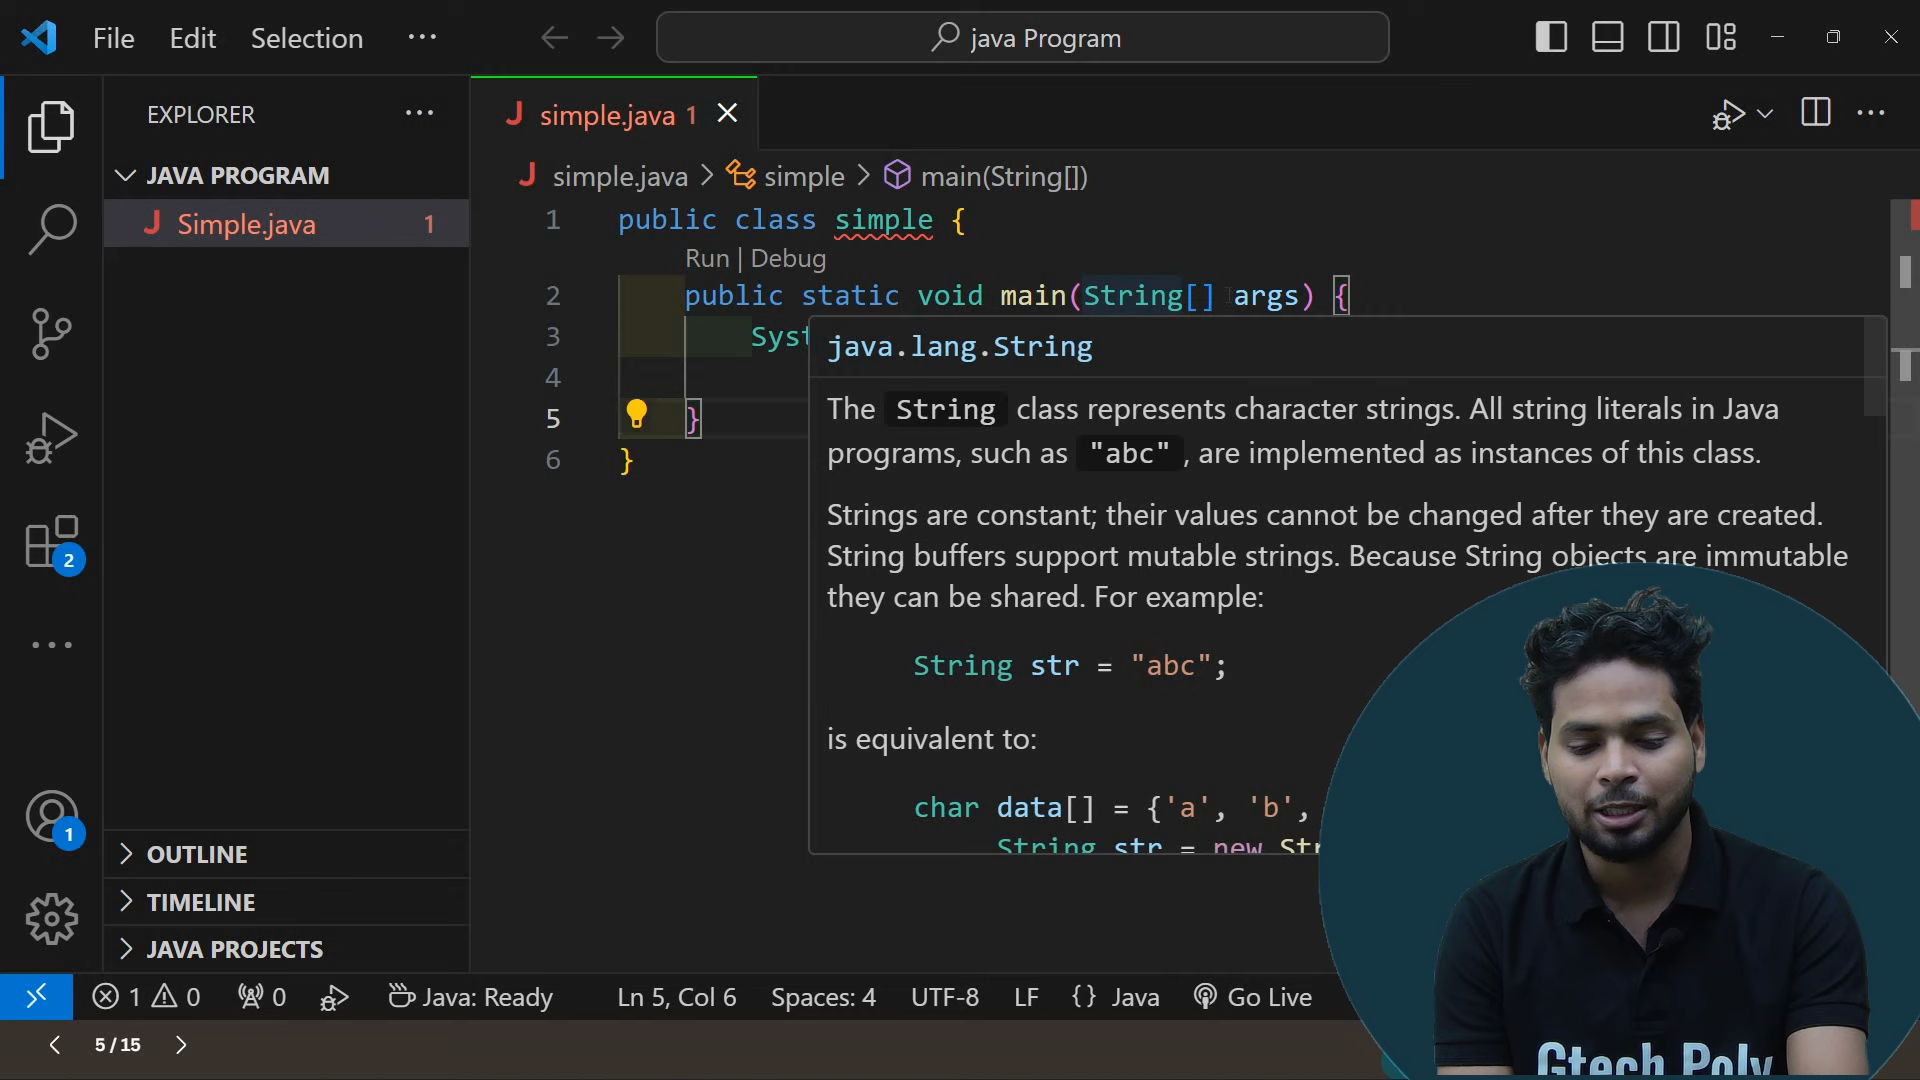 File Edit Selection ···
java Program
EXPLORER ···
JAVA PROGRAM
Simple.java 1
simple.java 1
simple.java > simple > main(String[])
1 public class simple {
Run | Debug
2 public static void main(String[] args) {
3 Syst
4
5 }
6 }
java.lang.String
The String class represents character strings. All string literals in Java
programs, such as "abc", are implemented as instances of this class.
Strings are constant; their values cannot be changed after they are created.
String buffers support mutable strings. Because String objects are immutable
they can be shared. For example:
String str = "abc";
is equivalent to:
char data[] = {'a', 'b',
String str = new Str
2
1
OUTLINE
TIMELINE
JAVA PROJECTS
1 0 0 Java: Ready Ln 5, Col 6 Spaces: 4 UTF-8 LF {} Java Go Live
5 / 15
Gtech Poly